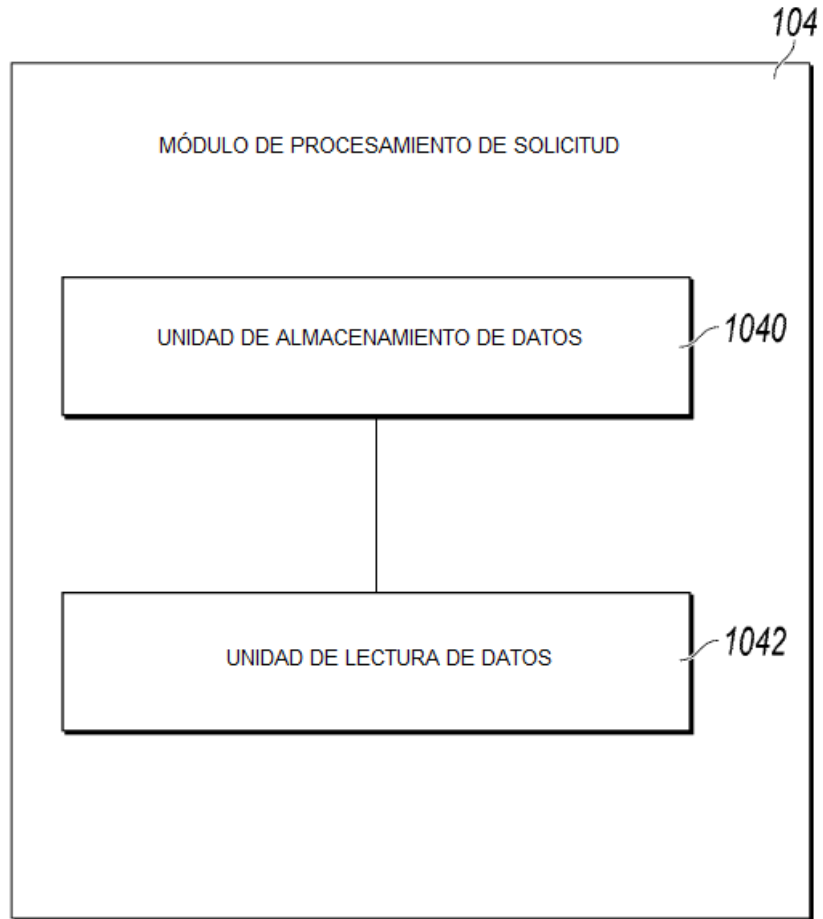 104
MÓDULO DE PROCESAMIENTO DE SOLICITUD
UNIDAD DE ALMACENAMIENTO DE DATOS
1040
UNIDAD DE LECTURA DE DATOS
1042